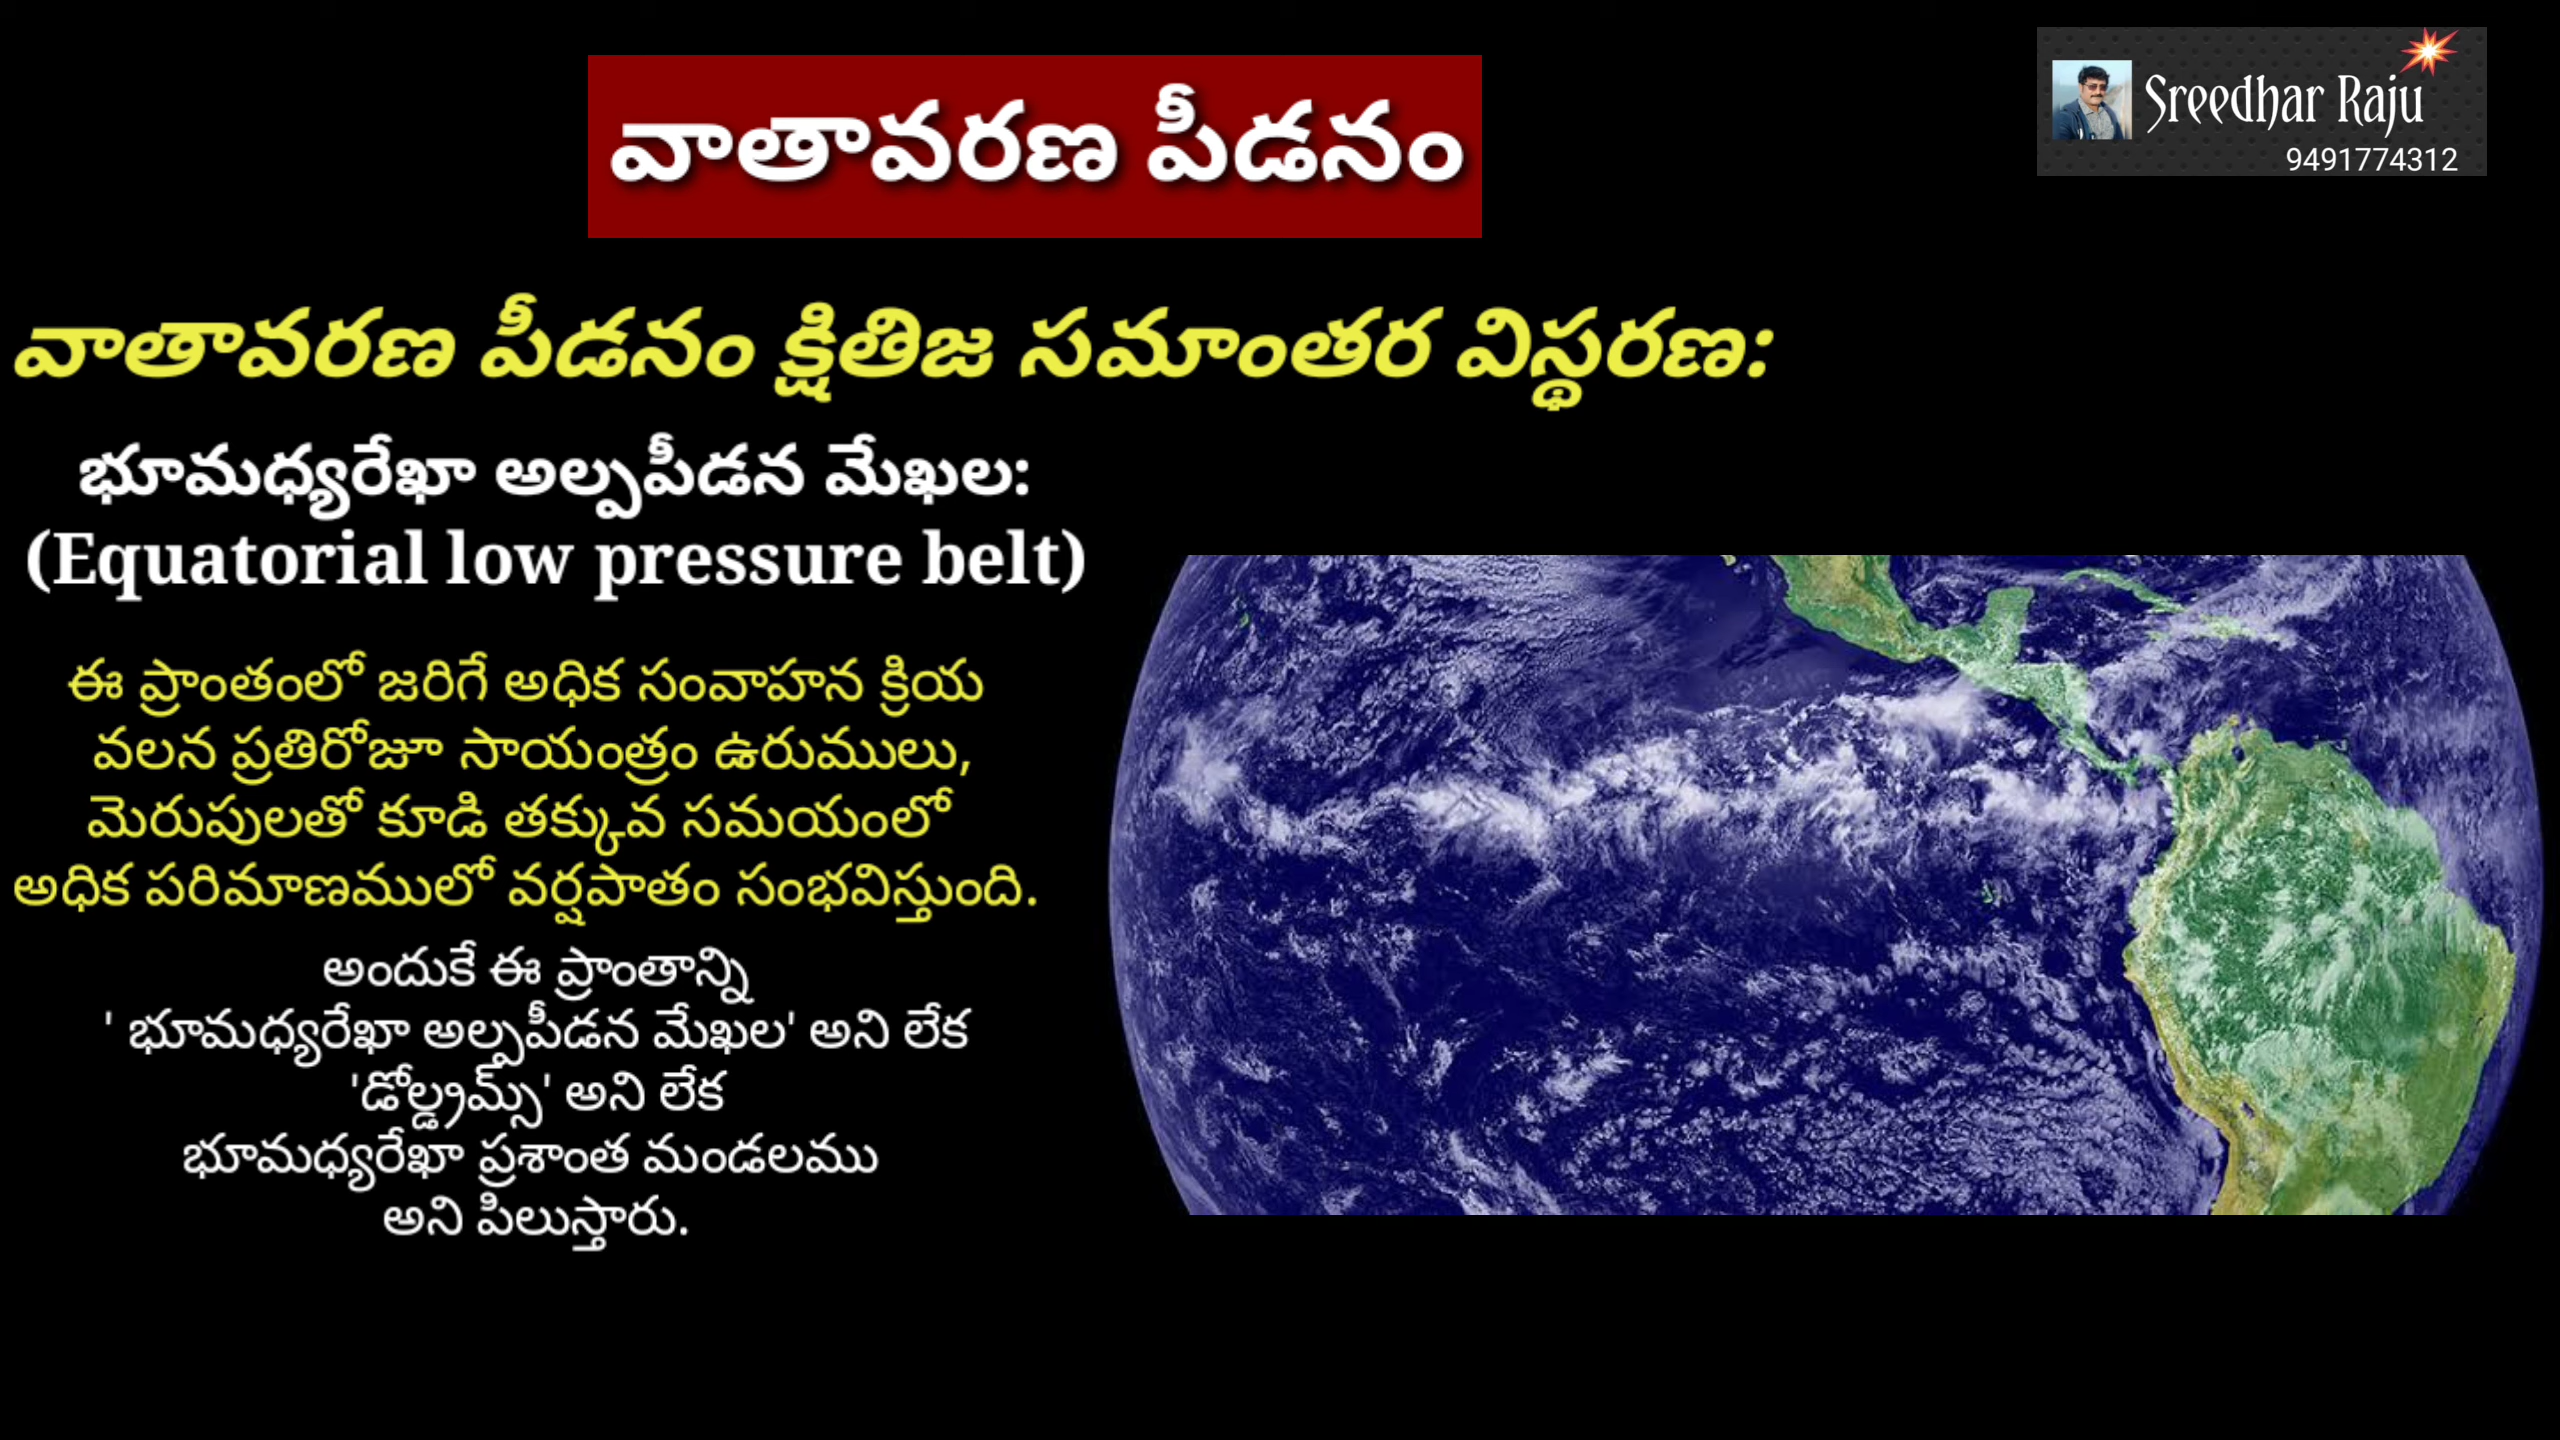 వాతావరణ పీడనం
Sreedhar Raju
9491774312
వాతావరణ పీడనం క్షితిజ సమాంతర విస్థరణ:
భూమధ్యరేఖా అల్పపీడన మేఖల:
(Equatorial low pressure belt)
ఈ ప్రాంతంలో జరిగే అధిక సంవాహన క్రియ
వలన ప్రతిరోజూ సాయంత్రం ఉరుములు,
మెరుపులతో కూడి తక్కువ సమయంలో
అధిక పరిమాణములో వర్షపాతం సంభవిస్తుంది.
అందుకే ఈ ప్రాంతాన్ని
' భూమధ్యరేఖా అల్పపీడన మేఖల' అని లేక
'డోల్డ్రమ్స్' అని లేక
భూమధ్యరేఖా ప్రశాంత మండలము
అని పిలుస్తారు.